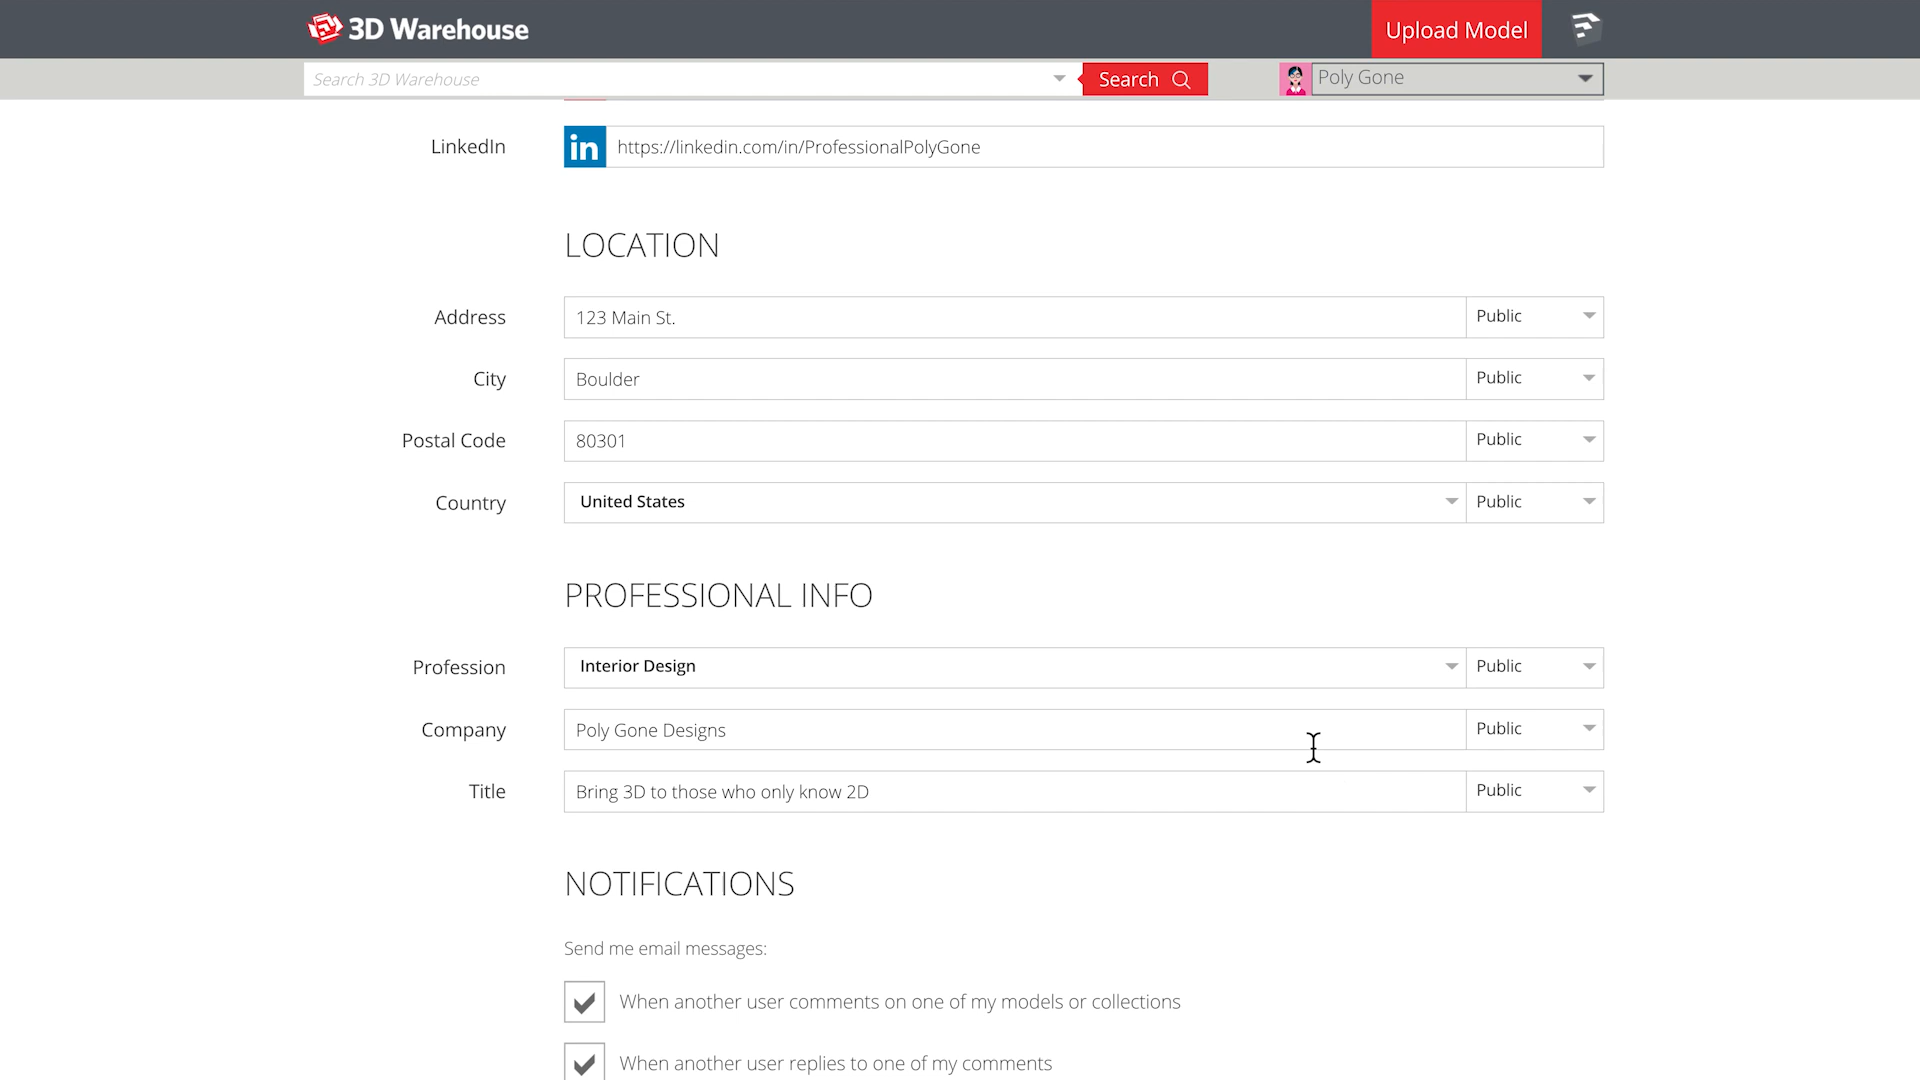 3D Warehouse
Upload Model
Search 3D Warehouse
Search
Poly Gone
LinkedIn
in
https://linkedin.com/in/ProfessionalPolyGone
LOCATION
Address
123 Main St.
Public
City
Boulder
Public
Postal Code
80301
Public
Country
United States
Public
PROFESSIONAL INFO
Profession
Interior Design
Public
Company
Poly Gone Designs
Public
Title
Bring 3D to those who only know 2D
Public
NOTIFICATIONS
Send me email messages:
When another user comments on one of my models or collections
When another user replies to one of my comments